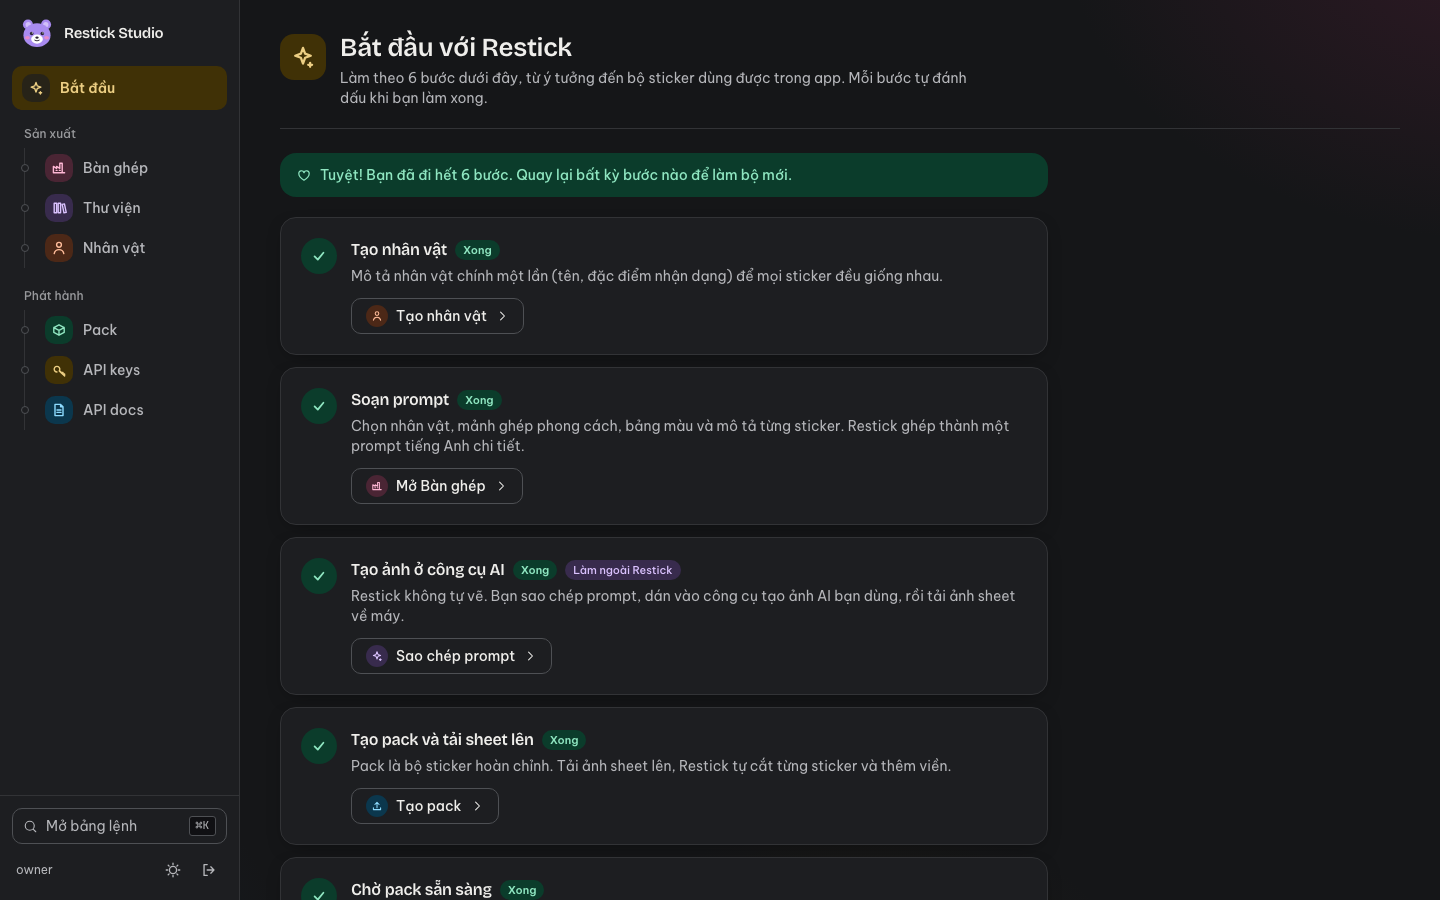 Restick Studio
Bắt đầu
Sản xuất
Bàn ghép
Thư viện
Nhân vật
Phát hành
Pack
API keys
API docs
Mở bảng lệnh
⌘K
owner
Bắt đầu với Restick
Làm theo 6 bước dưới đây, từ ý tưởng đến bộ sticker dùng được trong app. Mỗi bước tự đánh
dấu khi bạn làm xong.
Tuyệt! Bạn đã đi hết 6 bước. Quay lại bất kỳ bước nào để làm bộ mới.
Tạo nhân vật Xong
Mô tả nhân vật chính một lần (tên, đặc điểm nhận dạng) để mọi sticker đều giống nhau.
Tạo nhân vật
Soạn prompt Xong
Chọn nhân vật, mảnh ghép phong cách, bảng màu và mô tả từng sticker. Restick ghép thành một
prompt tiếng Anh chi tiết.
Mở Bàn ghép
Tạo ảnh ở công cụ AI Xong Làm ngoài Restick
Restick không tự vẽ. Bạn sao chép prompt, dán vào công cụ tạo ảnh AI bạn dùng, rồi tải ảnh sheet
về máy.
Sao chép prompt
Tạo pack và tải sheet lên Xong
Pack là bộ sticker hoàn chỉnh. Tải ảnh sheet lên, Restick tự cắt từng sticker và thêm viền.
Tạo pack
Chờ pack sẵn sàng Xong